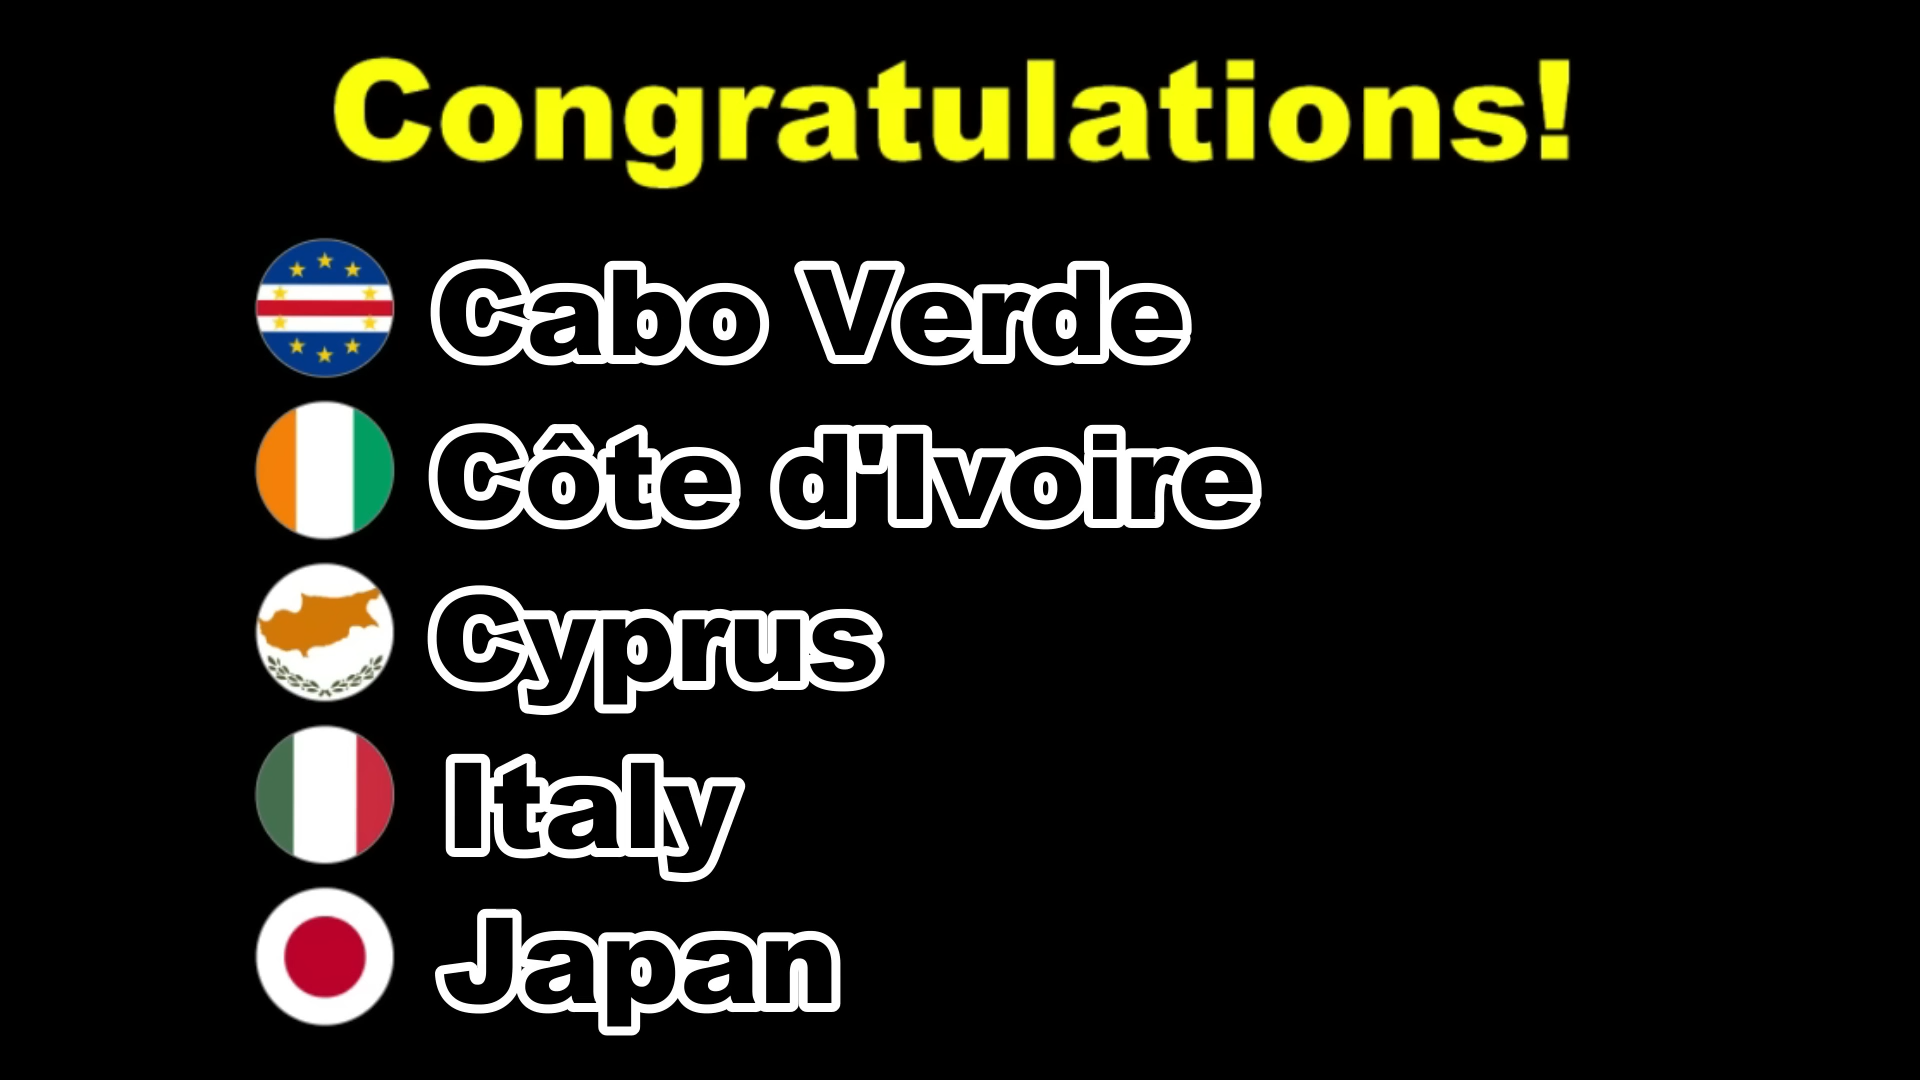 Congratulations!
Cabo Verde
Côte d'Ivoire
Cyprus
Italy
Japan